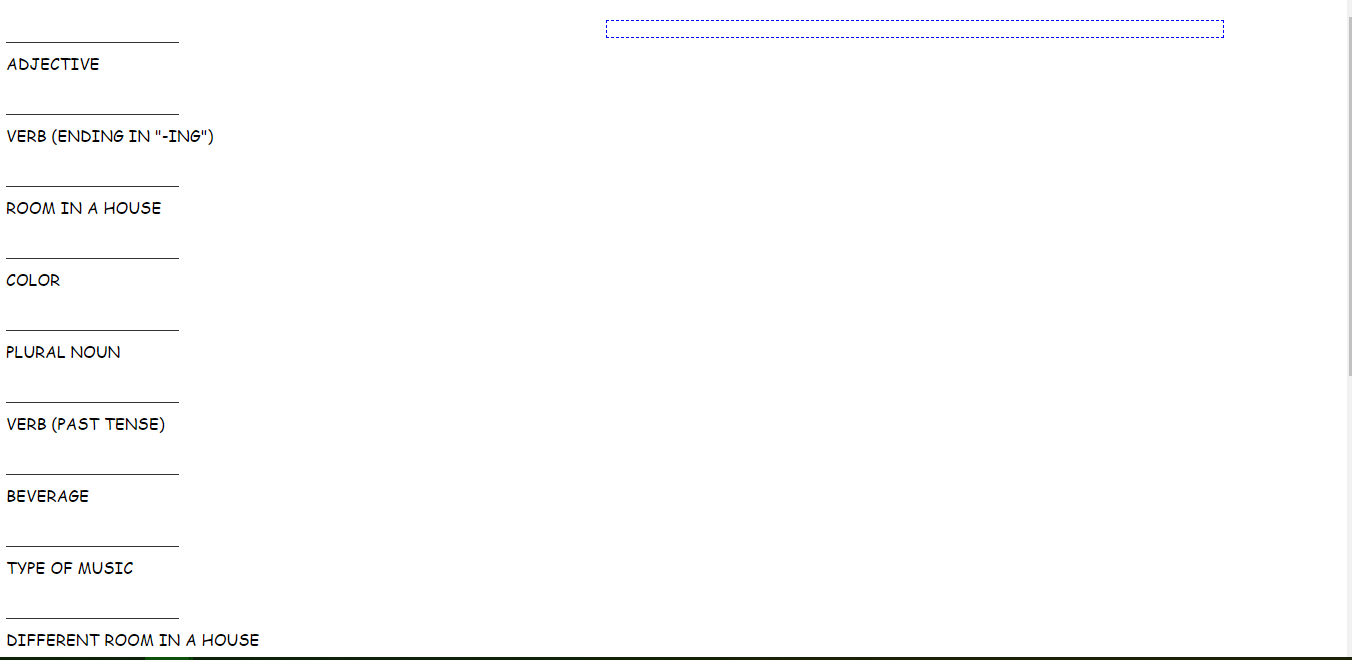 ADJECTIVE
VERB (ENDING IN "-ING")
ROOM IN A HOUSE
COLOR
PLURAL NOUN
VERB (PAST TENSE)
BEVERAGE
TYPE OF MUSIC
DIFFERENT ROOM IN A HOUSE